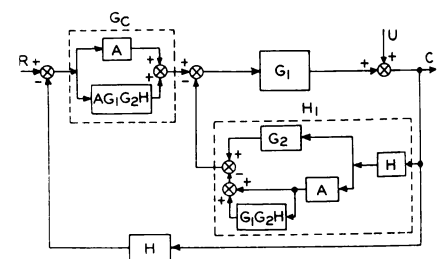 G_C
U
R + A + + + G_1 + + C
- + -
AG_1G_2H
H_1
G_2
+ - H
+ + A
G_1G_2H
H